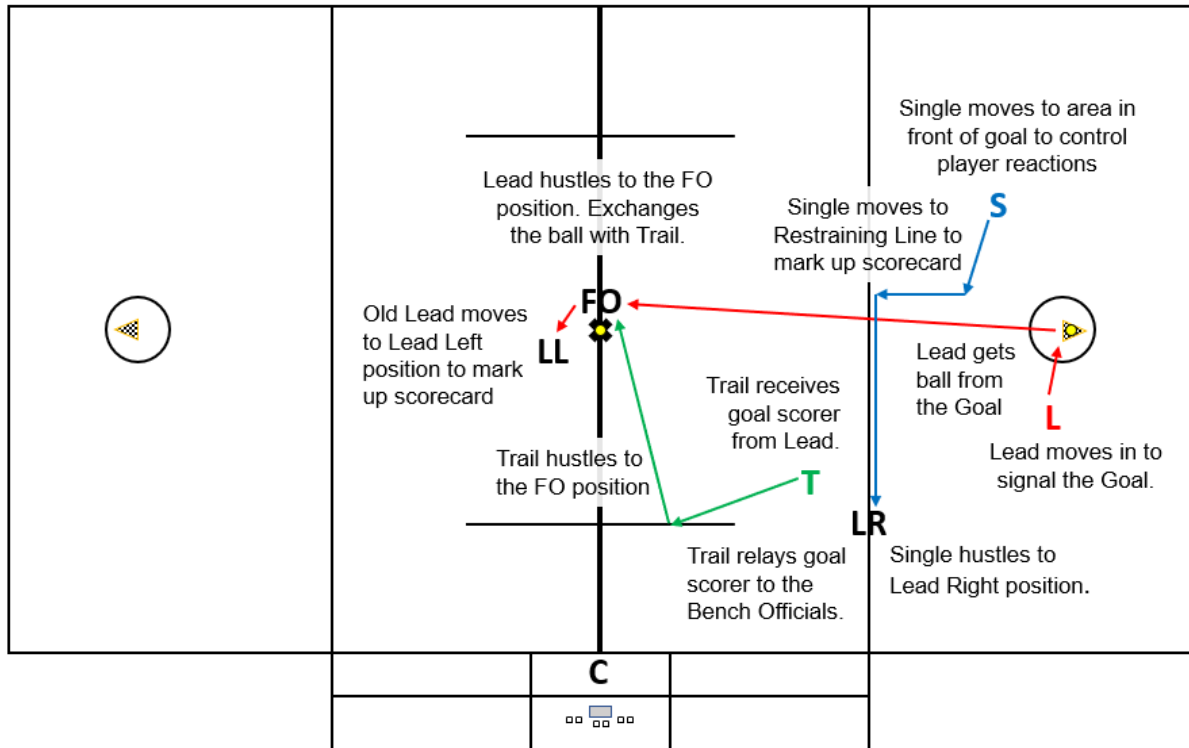 Single moves to area in
front of goal to control
player reactions
S
Lead hustles to the FO
position. Exchanges
the ball with Trail.
Single moves to
Restraining Line to
mark up scorecard
FO
Old Lead moves
to Lead Left
position to mark
up scorecard
LL
Lead gets
ball from
the Goal
Trail receives
goal scorer
from Lead.
L
Lead moves in to
signal the Goal.
Trail hustles to
the FO position
T
LR
Trail relays goal
scorer to the
Bench Officials.
Single hustles to
Lead Right position.
C